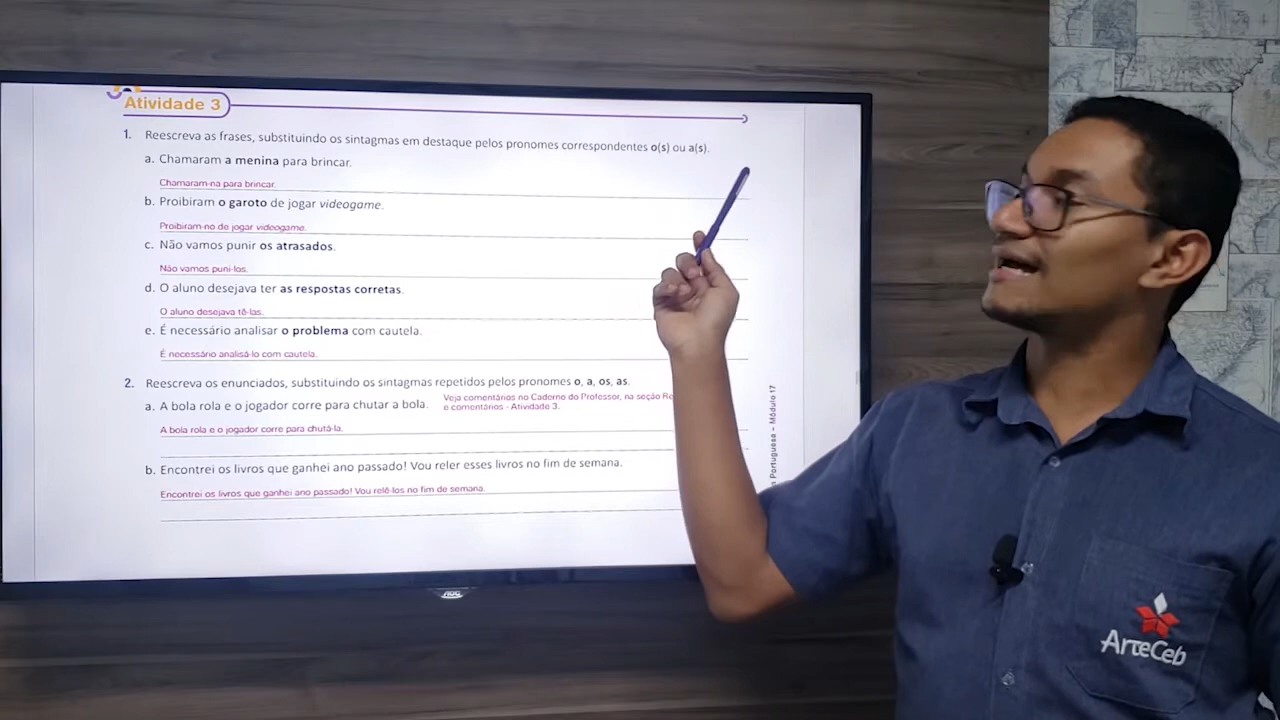 Atividade 3
1. Reescreva as frases, substituindo os sintagmas em destaque pelos pronomes correspondentes o(s) ou a(s).
a. Chamaram a menina para brincar.
Chamaram-na para brincar.
b. Proibiram o garoto de jogar videogame.
Proibiram-no de jogar videogame.
c. Não vamos punir os atrasados.
Não vamos puni-los.
d. O aluno desejava ter as respostas corretas.
O aluno desejava tê-las.
e. É necessário analisar o problema com cautela.
É necessário analisá-lo com cautela.
2. Reescreva os enunciados, substituindo os sintagmas repetidos pelos pronomes o, a, os, as.
a. A bola rola e o jogador corre para chutar a bola.
Veja comentários no Caderno do Professor, na seção
e comentários - Atividade 3.
A bola rola e o jogador corre para chutá-la.
b. Encontrei os livros que ganhei ano passado! Vou reler esses livros no fim de semana.
Encontrei os livros que ganhei ano passado! Vou relê-los no fim de semana.
Portuguesa – Módulo 17
AOC
ArteCeb